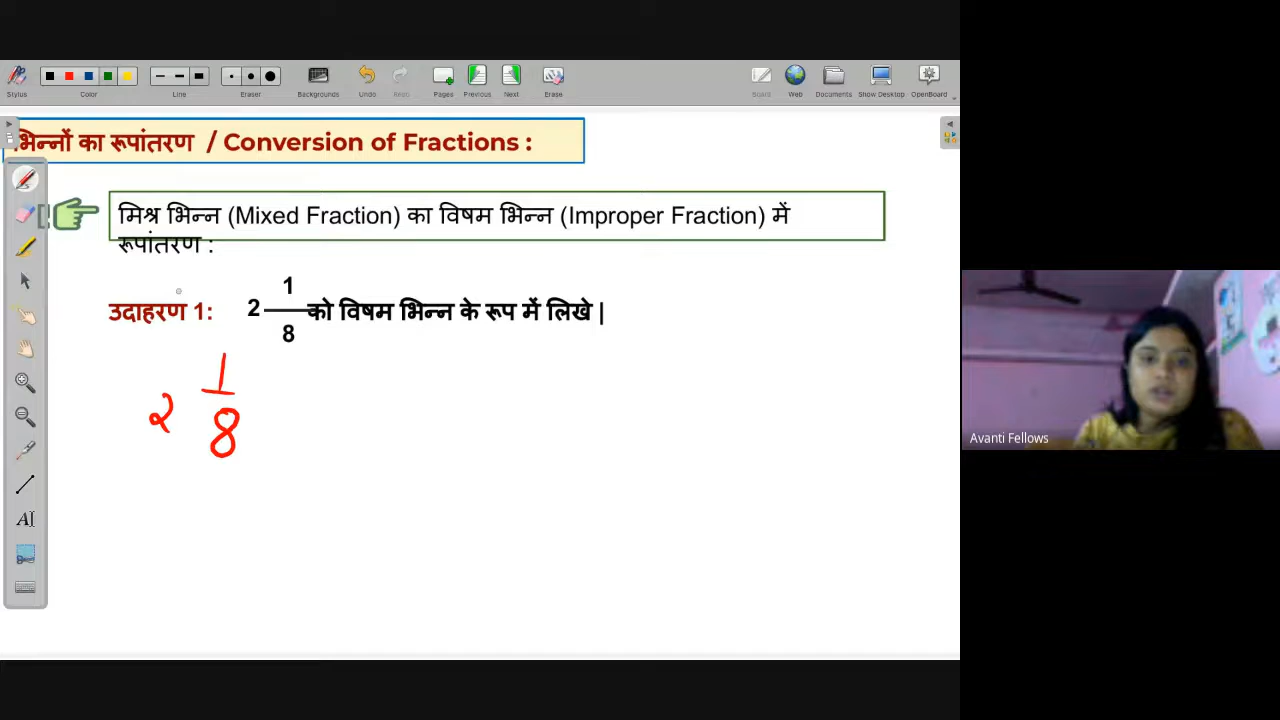 Stylus Color Line Eraser Backgrounds Undo Redo Pages Previous Next Erase Board Web Documents Show Desktop OpenBoard
भिन्नों का रूपांतरण / Conversion of Fractions :
मिश्र भिन्न (Mixed Fraction) का विषम भिन्न (Improper Fraction) में
रूपांतरण :
उदाहरण 1: 2 1/8 को विषम भिन्न के रूप में लिखे |
2 1/8
Avanti Fellows